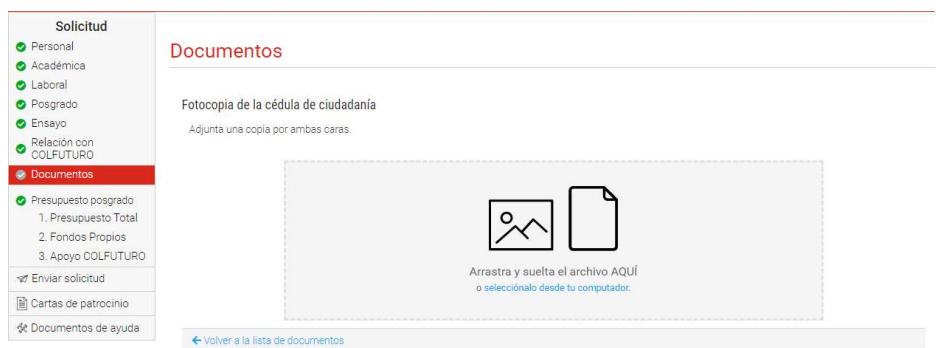 Solicitud
Personal
Académica
Laboral
Posgrado
Ensayo
Relación con
COLFUTURO
Documentos
Presupuesto posgrado
1. Presupuesto Total
2. Fondos Propios
3. Apoyo COLFUTURO
Enviar solicitud
Cartas de patrocinio
Documentos de ayuda
Documentos
Fotocopia de la cédula de ciudadanía
Adjunta una copia por ambas caras.
Arrastra y suelta el archivo AQUÍ
o selecciónalo desde tu computador.
Volver a la lista de documentos